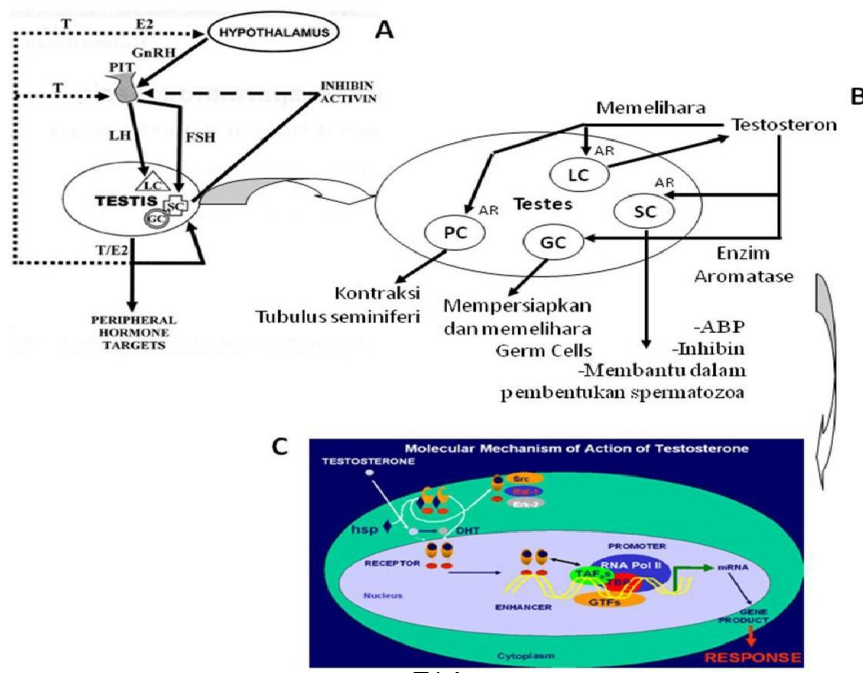 A
T E2
HYPOTHALAMUS
GnRH
PIT
T
INHIBIN
ACTIVIN
LH
FSH
TESTIS
LC
SC
GC
T/E2
PERIPHERAL
HORMONE
TARGETS
B
Memelihara
Testosteron
AR
LC
AR
Testes
SC
AR
PC
GC
Enzim
Aromatase
Kontraksi
Tubulus seminiferi
Mempersiapkan
dan memelihara
Germ Cells
-ABP
-Inhibin
-Membantu dalam
pembentukan spermatozoa
C
Molecular Mechanism of Action of Testosterone
TESTOSTERONE
Src
Raf-1
hsp
DHT
RECEPTOR
PROMOTER
RNA Pol II
TBP
GTFs
mRNA
Nucleus
ENHANCER
GENE
PRODUCT
RESPONSE
Cytoplasm